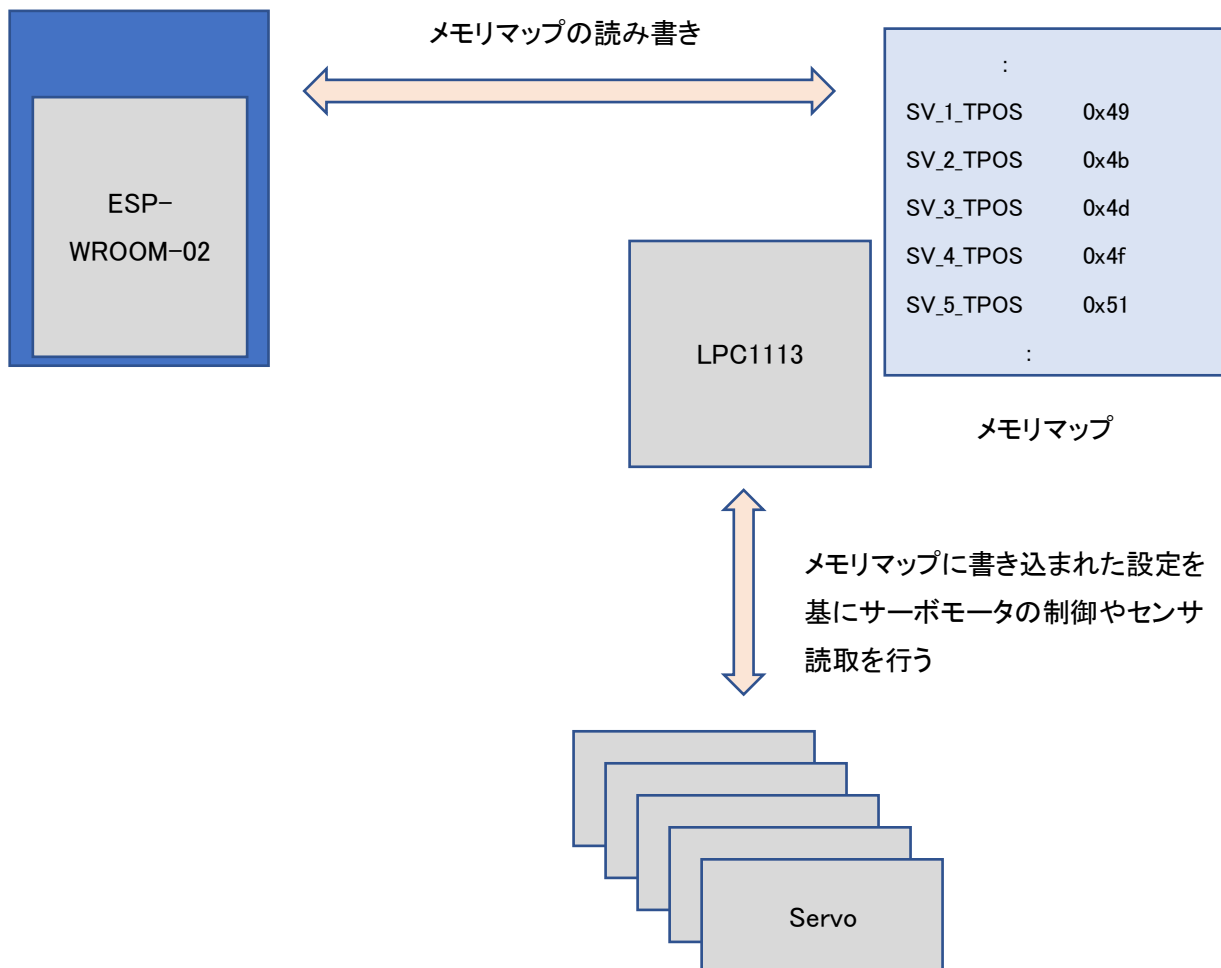 メモリマップの読み書き
:
SV_1_TPOS 0x49
SV_2_TPOS 0x4b
SV_3_TPOS 0x4d
SV_4_TPOS 0x4f
SV_5_TPOS 0x51
:
メモリマップ
ESP-
WROOM-02
LPC1113
メモリマップに書き込まれた設定を
基にサーボモータの制御やセンサ
読取を行う
Servo